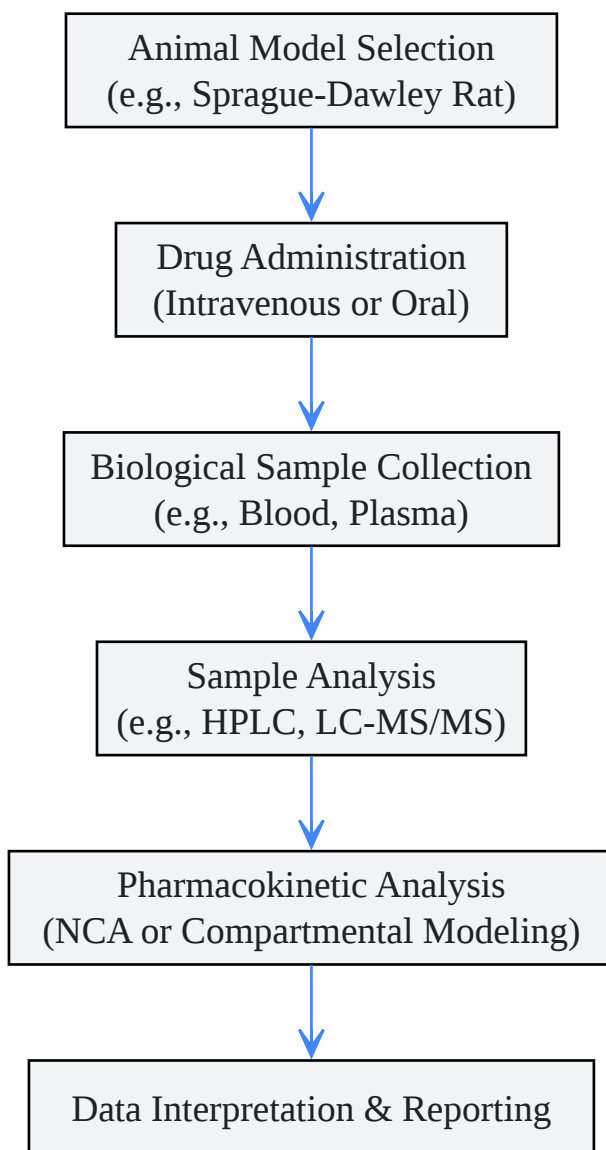 Animal Model Selection
(e.g., Sprague-Dawley Rat)
Drug Administration
(Intravenous or Oral)
Biological Sample Collection
(e.g., Blood, Plasma)
Sample Analysis
(e.g., HPLC, LC-MS/MS)
Pharmacokinetic Analysis
(NCA or Compartmental Modeling)
Data Interpretation & Reporting